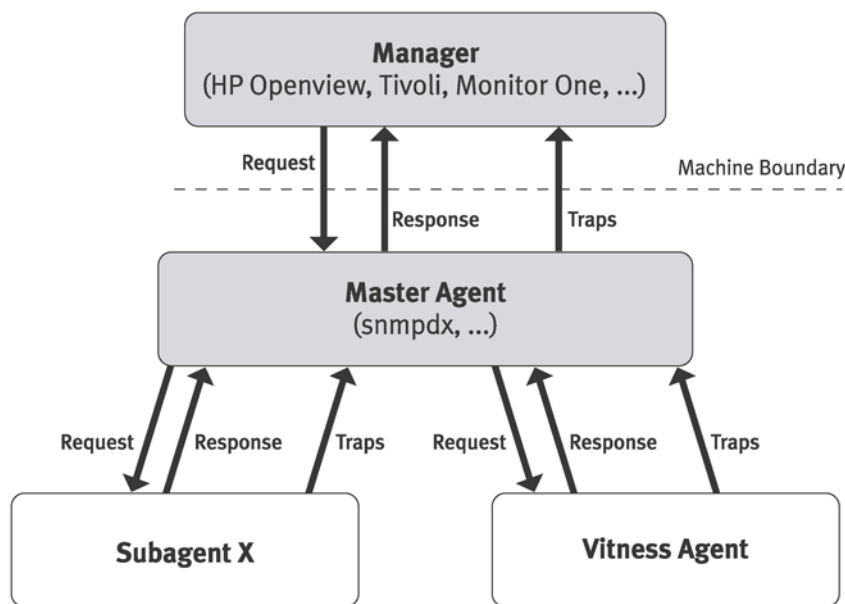 Manager
(HP Openview, Tivoli, Monitor One, ...)
Request
Machine Boundary
Response
Traps
Master Agent
(snmpdx, ...)
Request
Response
Traps
Request
Response
Traps
Subagent X
Vitness Agent